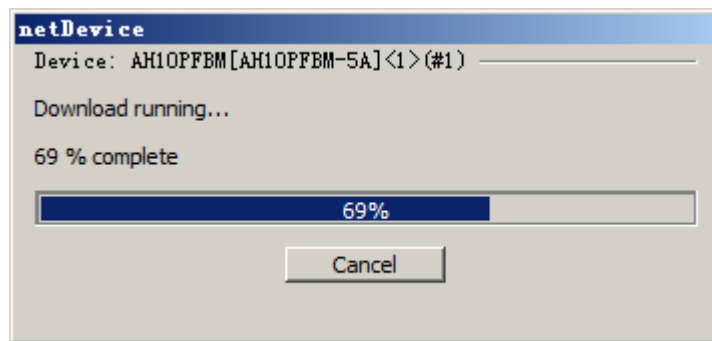 netDevice
Device: AH10PFBM[AH10PFBM-5A]<1>(#1)
Download running...
69 % complete
69%
Cancel